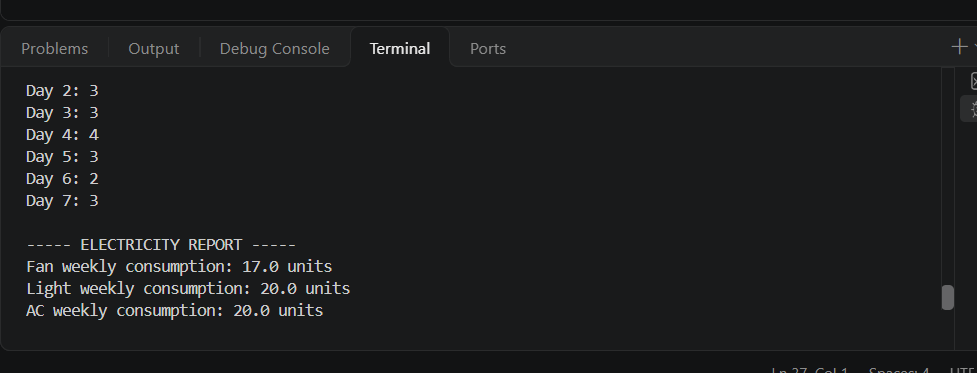 Problems Output Debug Console Terminal Ports
Day 2: 3
Day 3: 3
Day 4: 4
Day 5: 3
Day 6: 2
Day 7: 3
----- ELECTRICITY REPORT -----
Fan weekly consumption: 17.0 units
Light weekly consumption: 20.0 units
AC weekly consumption: 20.0 units